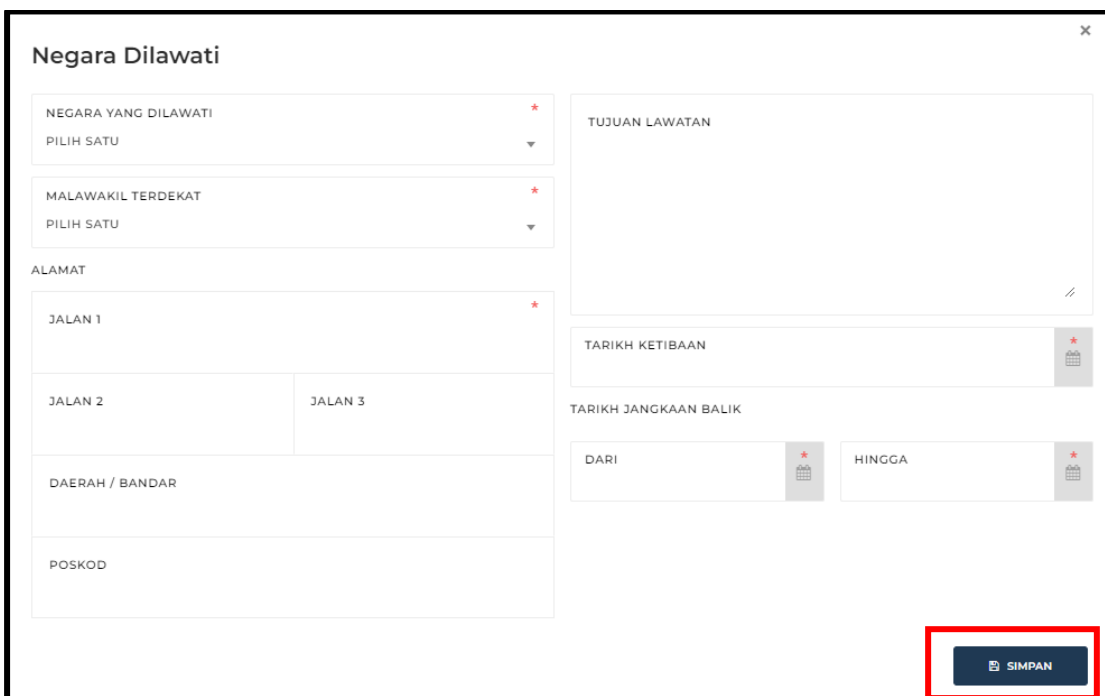 ×
Negara Dilawati
NEGARA YANG DILAWATI *
PILIH SATU
MALAWAKIL TERDEKAT *
PILIH SATU
ALAMAT
JALAN 1 *
JALAN 2
JALAN 3
DAERAH / BANDAR
POSKOD
TUJUAN LAWATAN
TARIKH KETIBAAN *
TARIKH JANGKAAN BALIK
DARI *
HINGGA *
SIMPAN